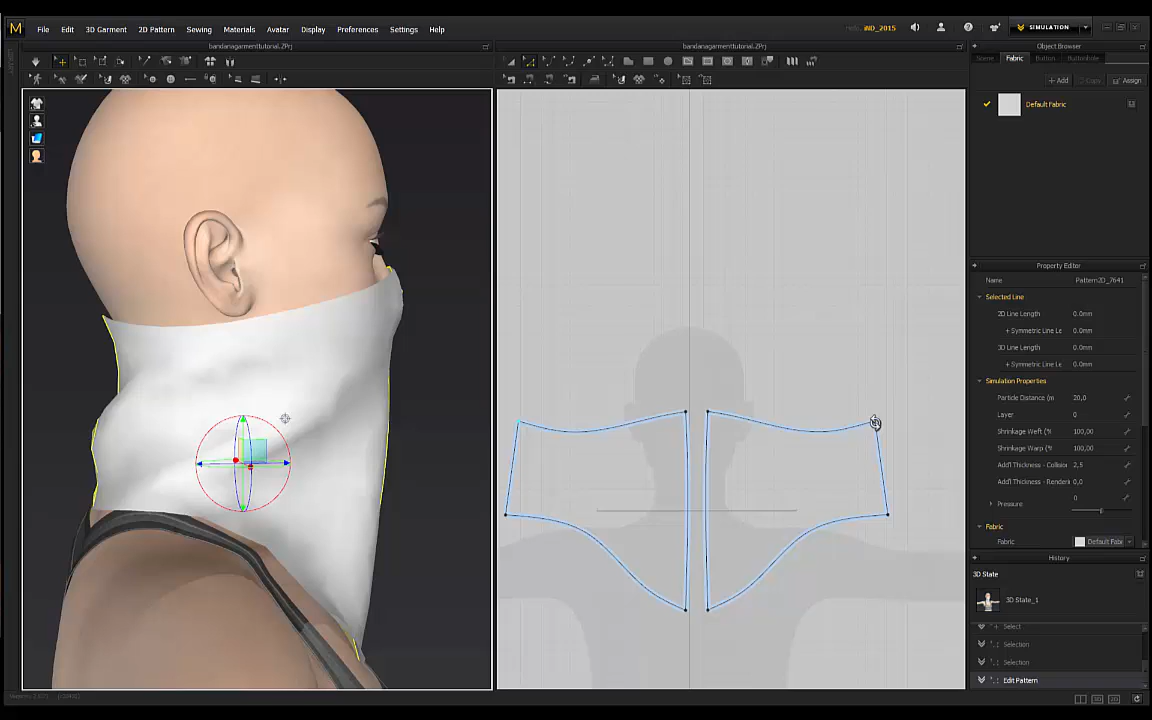 M File Edit 3D Garment 2D Pattern Sewing Materials Avatar Display Preferences Settings Help
iND_2015 SIMULATION
bandanagarmenttutorial.ZPrj
bandanagarmenttutorial.ZPrj
Object Browser
Scene Fabric Button Buttonhole
+ Add Copy Assign
Default Fabric
Property Editor
Name Pattern2D_7641
Selected Line
2D Line Length 0.0mm
+ Symmetric Line Le 0.0mm
3D Line Length 0.0mm
+ Symmetric Line Le 0.0mm
Simulation Properties
Particle Distance (m 20,0
Layer 0
Shrinkage Weft (% 100,00
Shrinkage Warp (% 100,00
Add'l Thickness - Collision 2,5
Add'l Thickness - Renderin 0,0
Pressure 0
Fabric
Fabric Default Fabri
History
3D State
3D State_1
Select
Selection
Selection
Edit Pattern